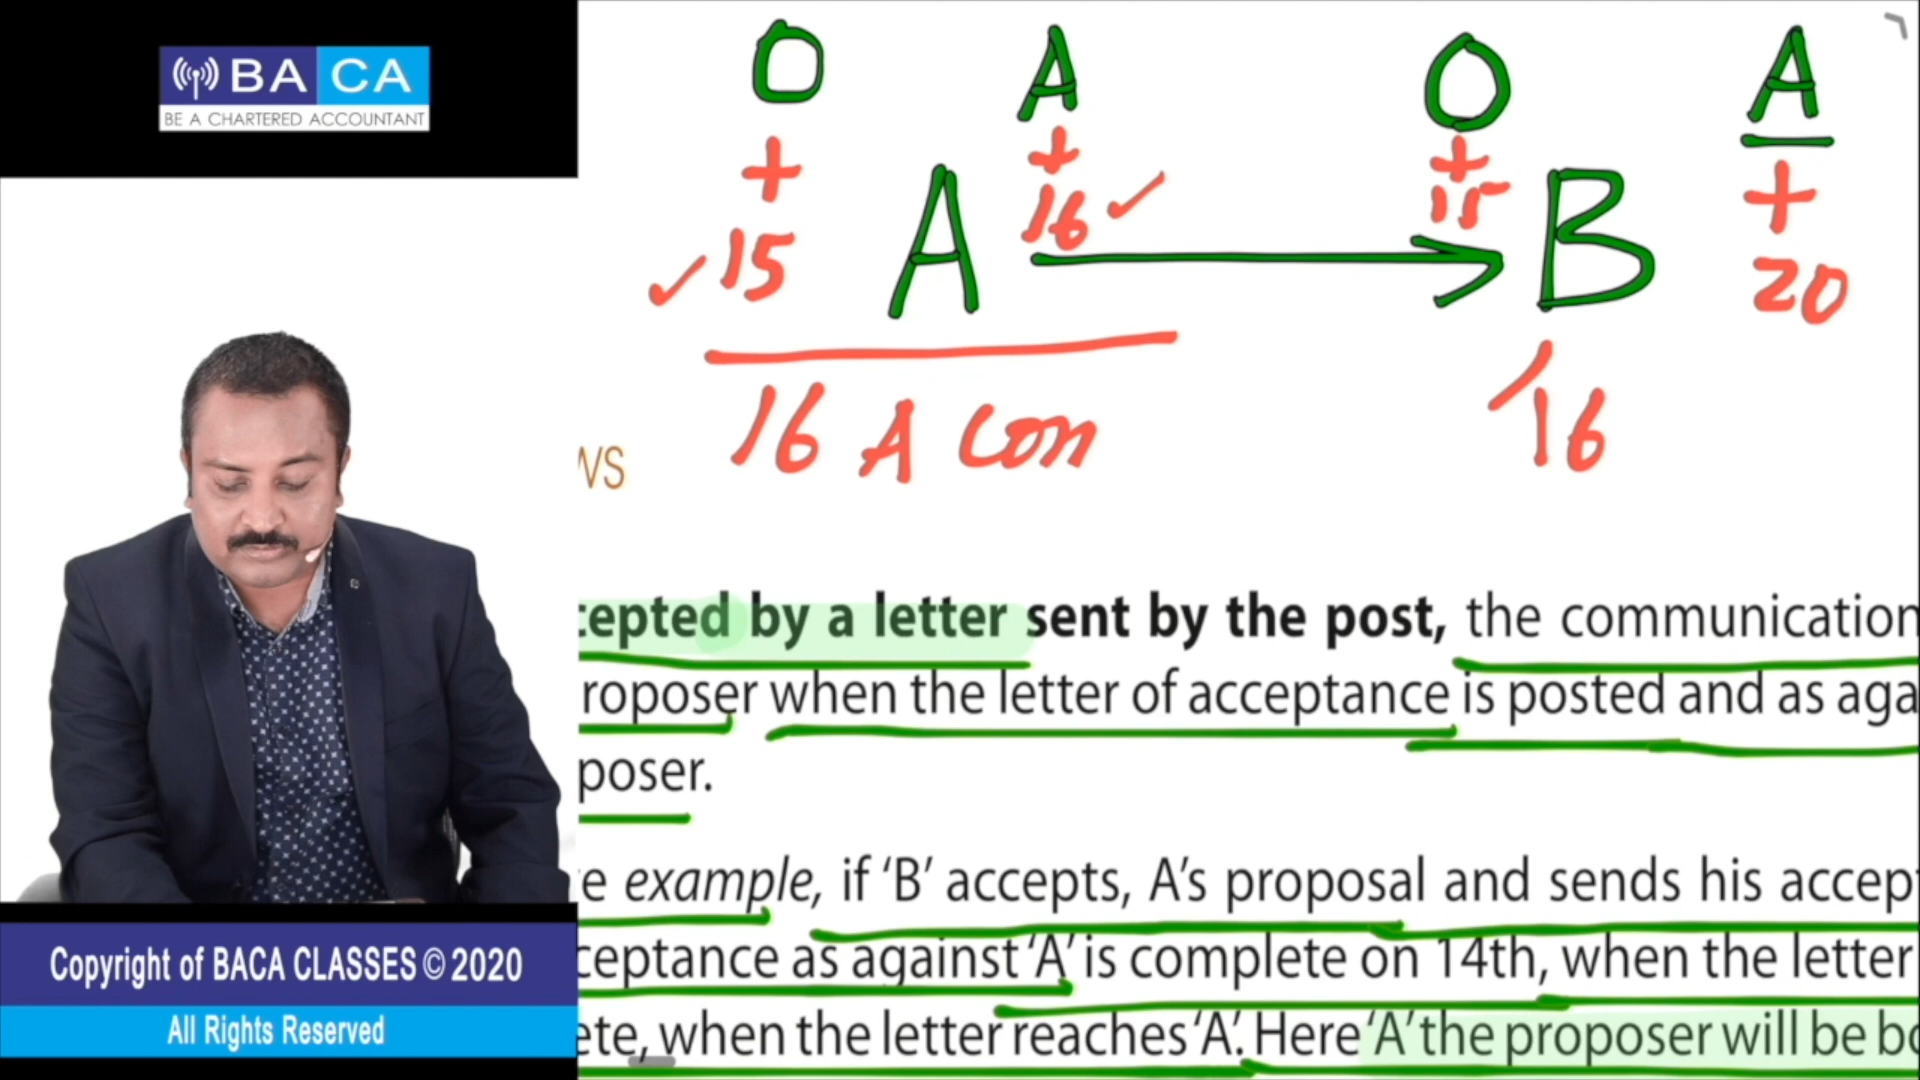 BA CA
BE A CHARTERED ACCOUNTANT
O A O A
+ + + +
15 A 16 15 B 20
16 A Con 16
WS
cepted by a letter sent by the post, the communication
roposer when the letter of acceptance is posted and as aga
poser.
e example, if ‘B’ accepts, A’s proposal and sends his accep
ceptance as against ‘A’ is complete on 14th, when the letter
ete, when the letter reaches ‘A’. Here ‘A’ the proposer will be bo
Copyright of BACA CLASSES © 2020
All Rights Reserved